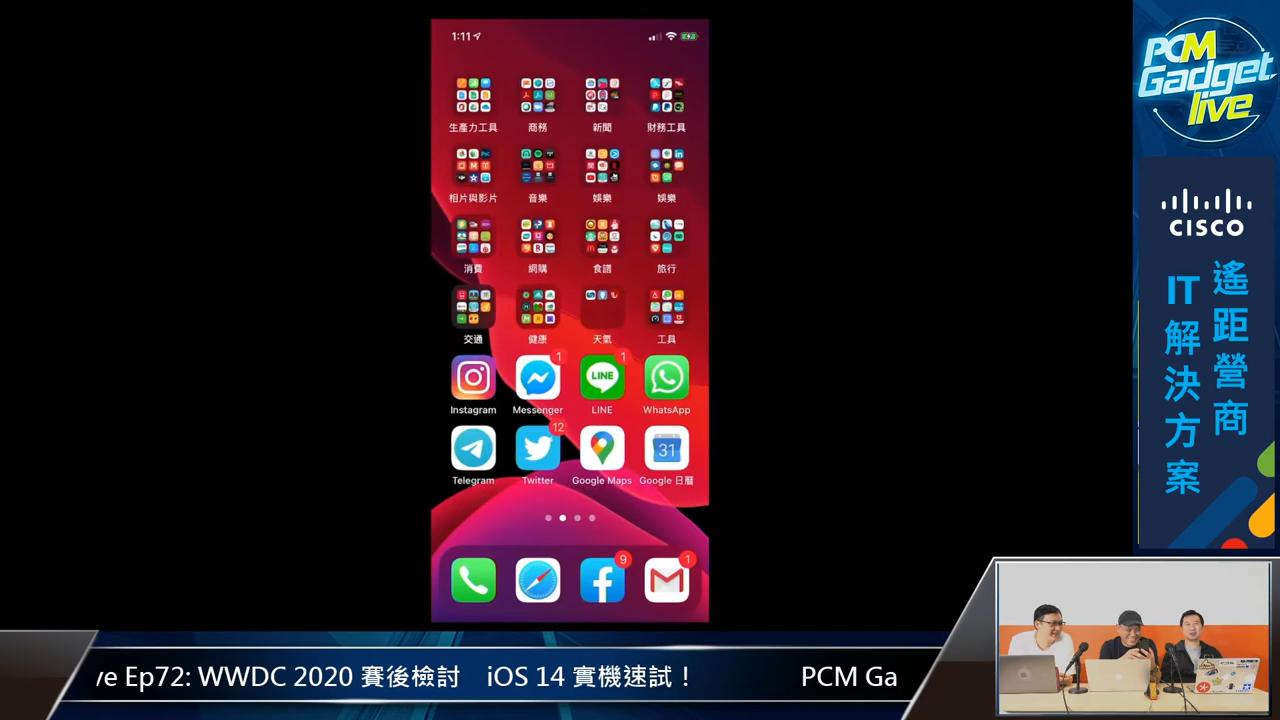 1:11
生產力工具
商務
新聞
財務工具
相片與影片
音樂
娛樂
娛樂
消費
網購
食譜
旅行
交通
健康
天氣
工具
1
1
LINE
Instagram
Messenger
LINE
WhatsApp
12
31
Telegram
Twitter
Google Maps
Google 日曆
9
1
PCM
Gadget
live
CISCO
遙距營商
IT解決方案
ve Ep72: WWDC 2020 賽後檢討 iOS 14 實機速試！ PCM Ga